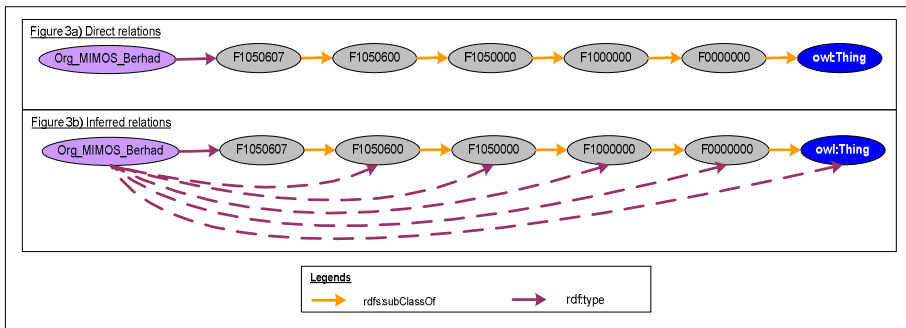 Figure 3a) Direct relations
Org_MIMOS_Berhad F1050607 F1050600 F1050000 F1000000 F0000000 owl:Thing
Figure 3b) Inferred relations
Org_MIMOS_Berhad F1050607 F1050600 F1050000 F1000000 F0000000 owl:Thing
Legends
rdfs:subClassOf rdf:type